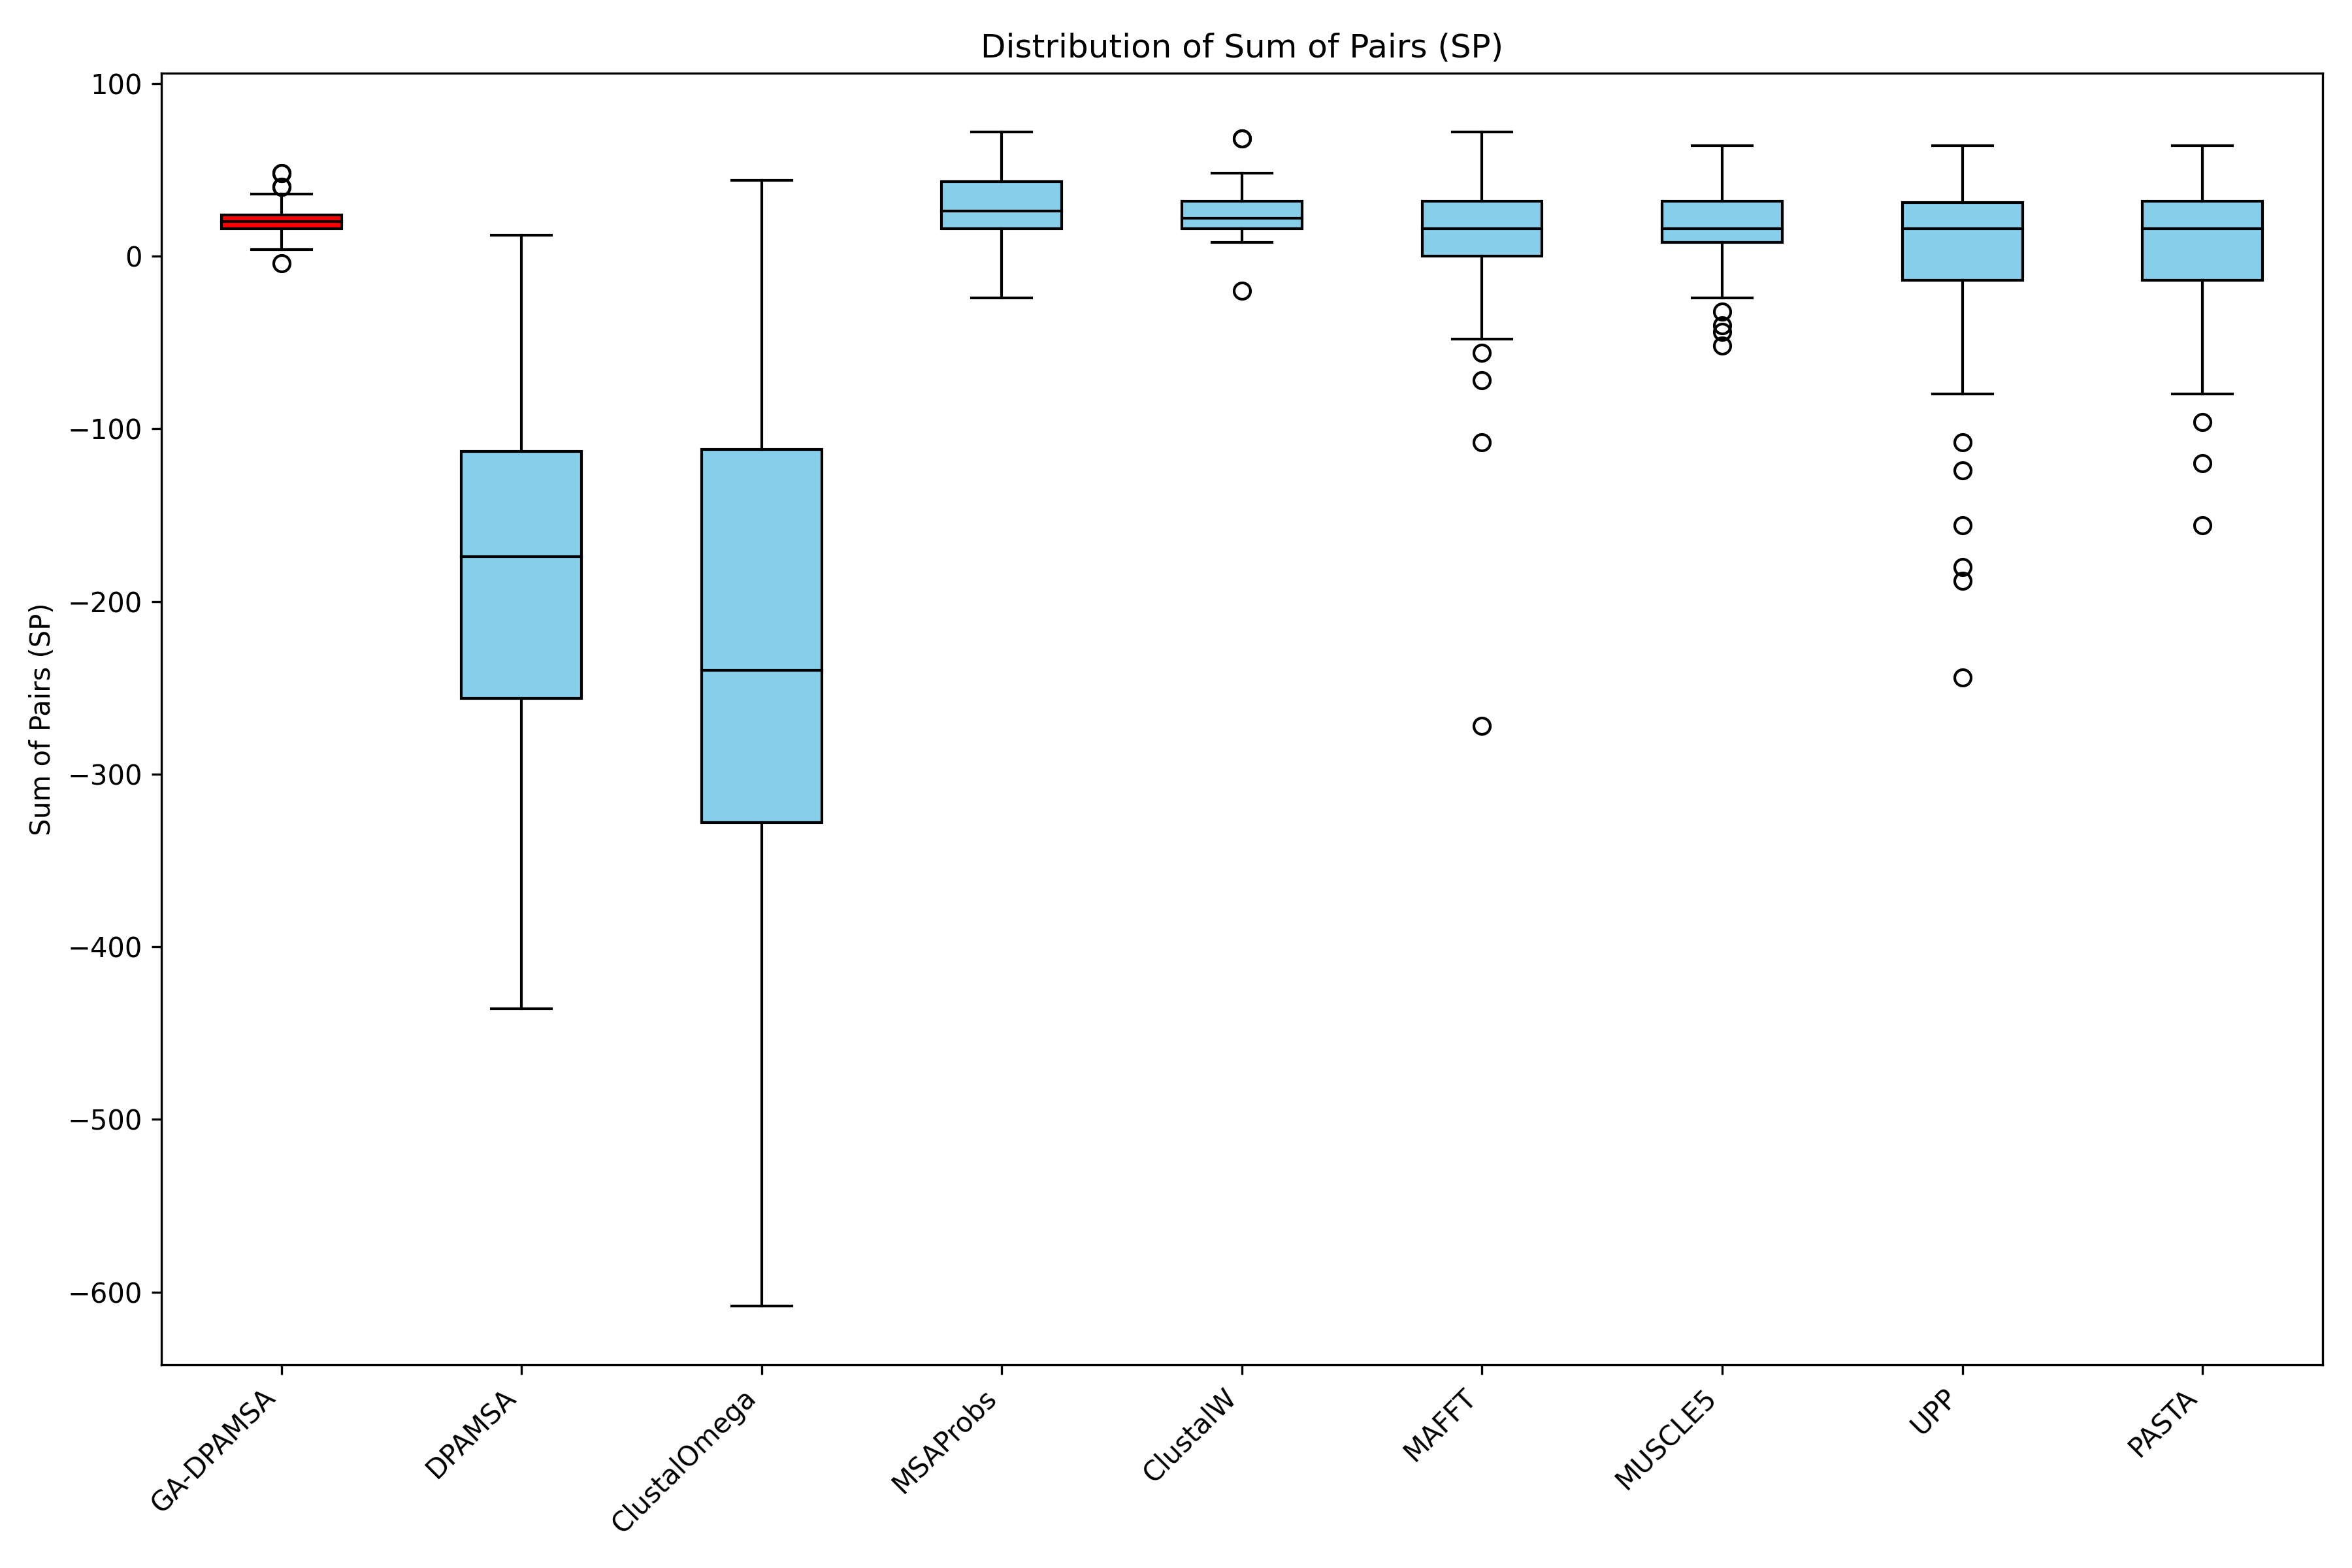 Distribution of Sum of Pairs (SP)
Sum of Pairs (SP)
100
0
−100
−200
−300
−400
−500
−600
GA-DPAMSA
DPAMSA
ClustalOmega
MSAProbs
ClustalW
MAFFT
MUSCLE5
UPP
PASTA